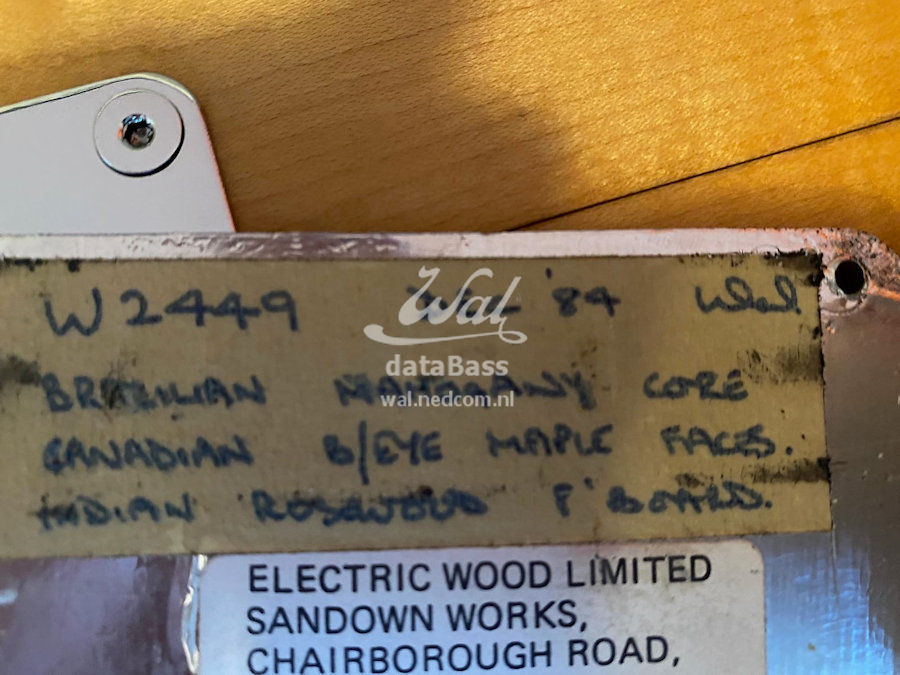 W2449 '84 Wal
Wal
dataBass
BRAZILIAN MAHOGANY CORE
wal.nedcom.nl
CANADIAN B/EYE MAPLE FACES.
INDIAN ROSEWOOD F'BOARD.
ELECTRIC WOOD LIMITED
SANDOWN WORKS,
CHAIRBOROUGH ROAD,